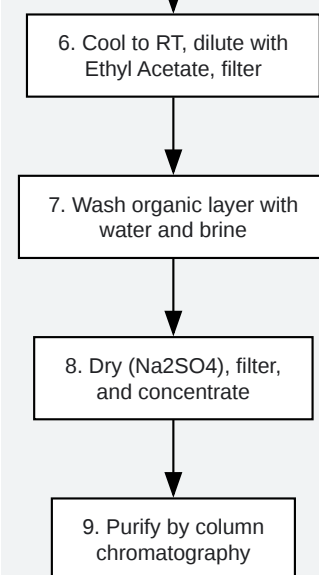 6. Cool to RT, dilute with
Ethyl Acetate, filter
7. Wash organic layer with
water and brine
8. Dry (Na2SO4), filter,
and concentrate
9. Purify by column
chromatography